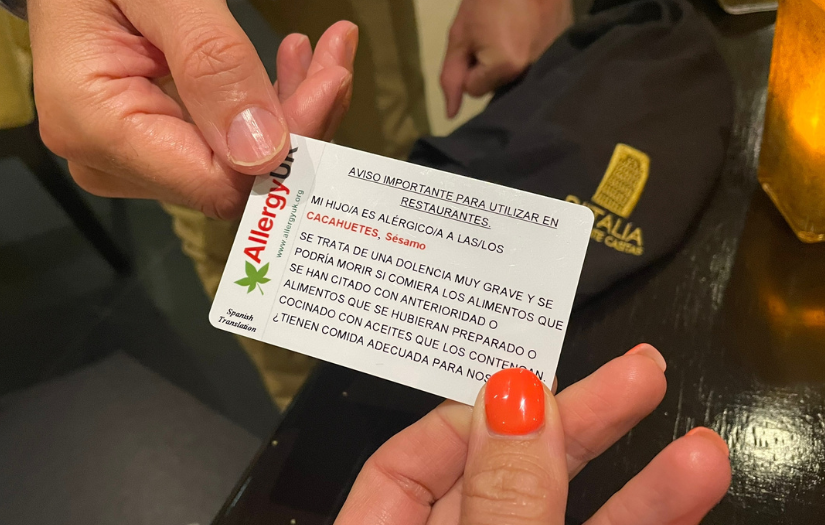 AllergyUK
www.allergyuk.org
Spanish
Translation
AVISO IMPORTANTE PARA UTILIZAR EN
RESTAURANTES.
MI HIJO/A ES ALÉRGICO/A A LAS/LOS
CACAHUETES, Sésamo
SE TRATA DE UNA DOLENCIA MUY GRAVE Y SE
PODRÍA MORIR SI COMIERA LOS ALIMENTOS QUE
SE HAN CITADO CON ANTERIORIDAD O
ALIMENTOS QUE SE HUBIERAN PREPARADO O
COCINADO CON ACEITES QUE LOS CONTENGAN.
¿TIENEN COMIDA ADECUADA PARA